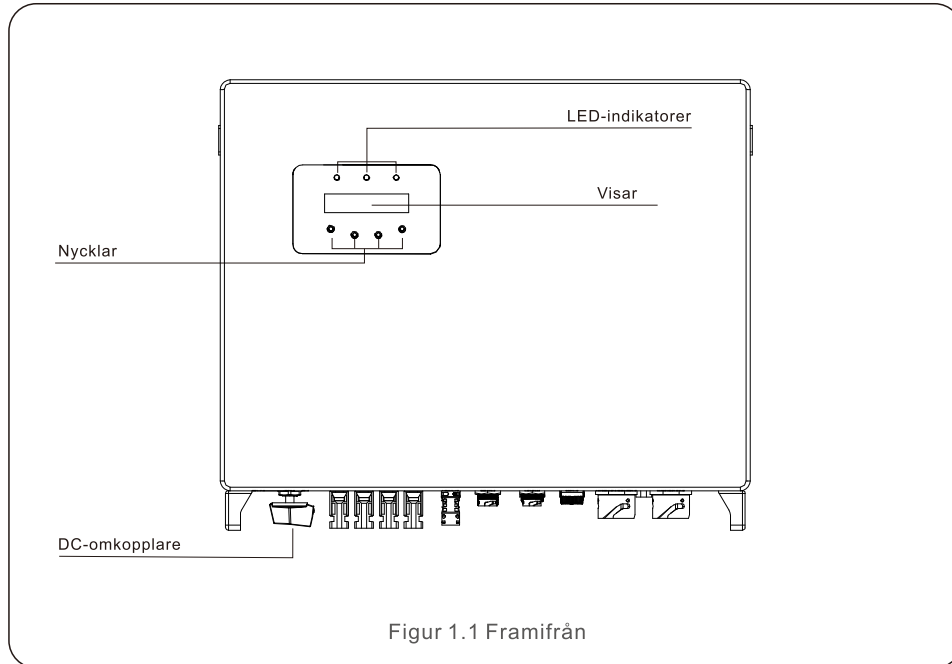 LED-indikatorer
Visar
Nycklar
DC-omkopplare
Figur 1.1 Framifrån